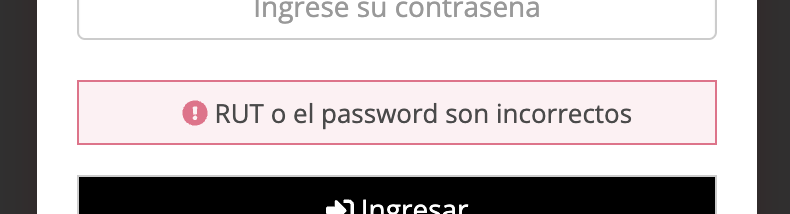 Ingrese su contraseña
RUT o el password son incorrectos
Ingresar